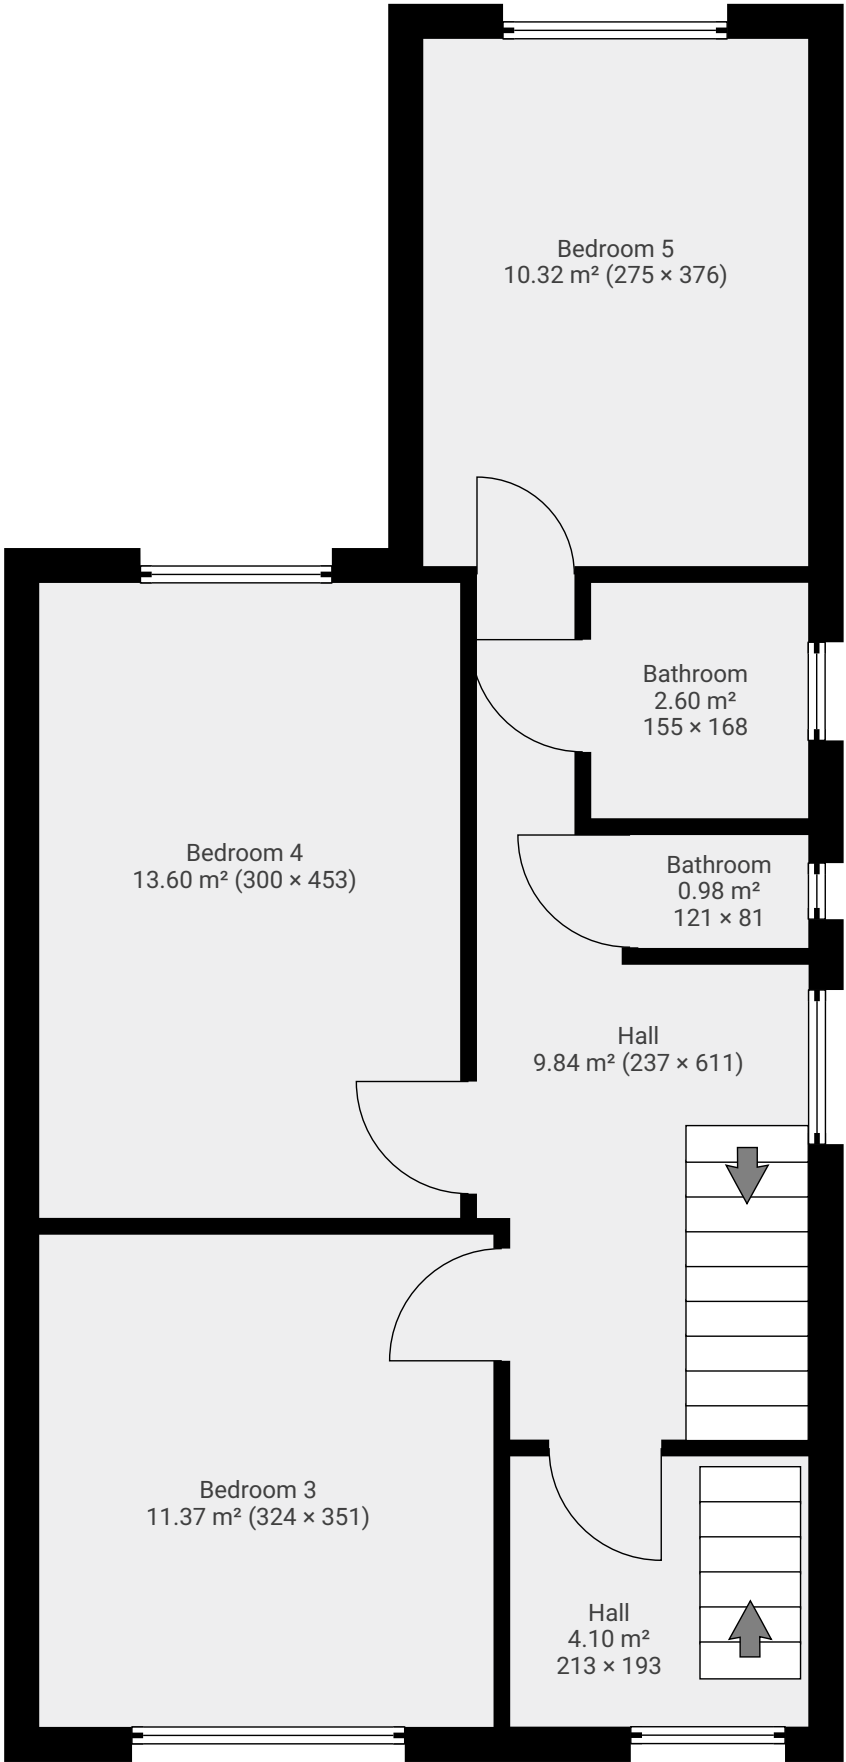 Bedroom 5
10.32 m² (275 × 376)
Bathroom
2.60 m²
155 × 168
Bedroom 4
13.60 m² (300 × 453)
Bathroom
0.98 m²
121 × 81
Hall
9.84 m² (237 × 611)
Bedroom 3
11.37 m² (324 × 351)
Hall
4.10 m²
213 × 193